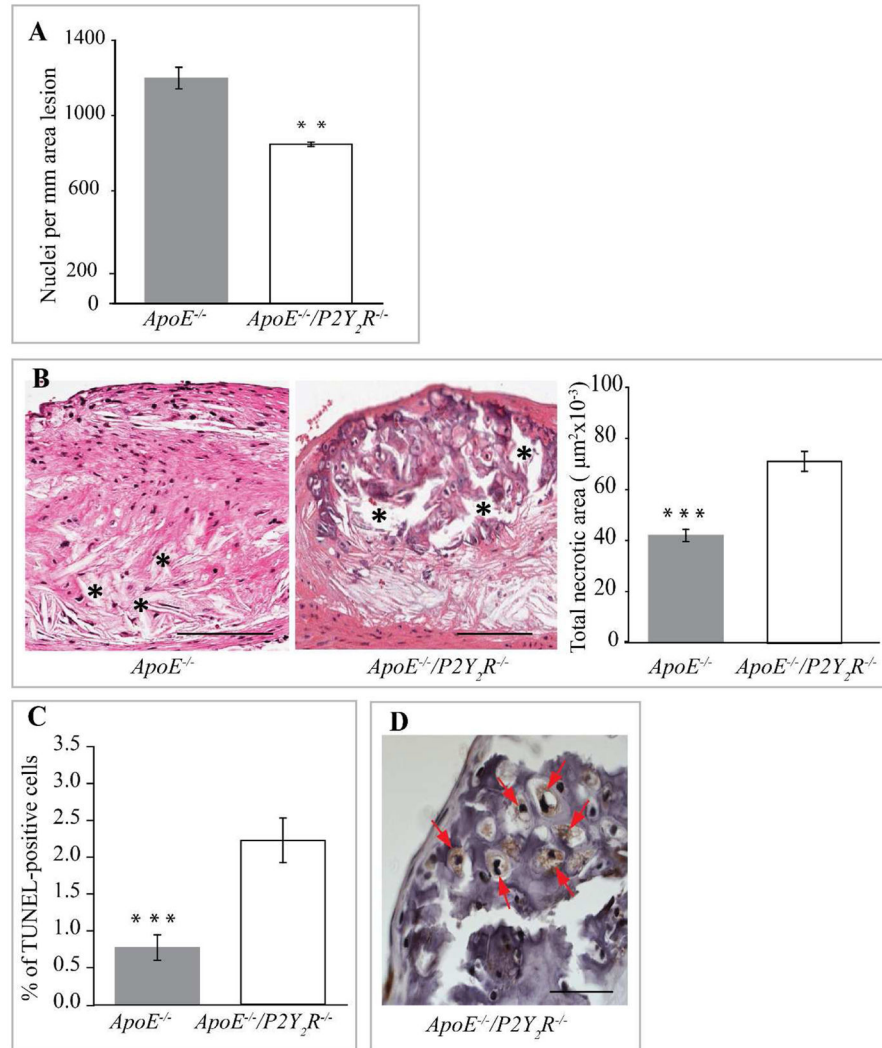 A
1400
1000
600
200
0
Nuclei per mm area lesion
* *
ApoE-/-
ApoE-/-/P2Y2R-/-
B
*
*
*
*
*
*
ApoE-/-
ApoE-/-/P2Y2R-/-
100
80
60
40
20
0
Total necrotic area ( µm²x10⁻³)
* * *
ApoE-/-
ApoE-/-/P2Y2R-/-
C
3.5
3.0
2.5
2.0
1.5
1.0
0.5
0.0
% of TUNEL-positive cells
* * *
ApoE-/-
ApoE-/-/P2Y2R-/-
D
ApoE-/-/P2Y2R-/-